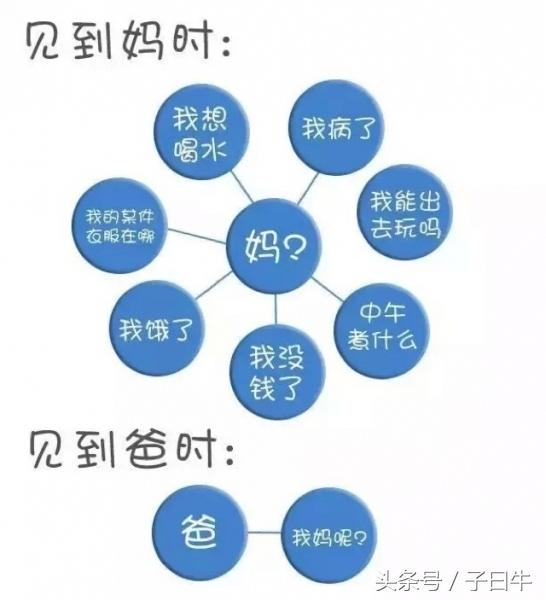 见到妈时:
我想
喝水
我病了
我的某件
衣服在哪
妈?
我能出
去玩吗
我饿了
我没
钱了
中午
煮什么
见到爸时:
爸
我妈呢?
头条号 / 子曰牛